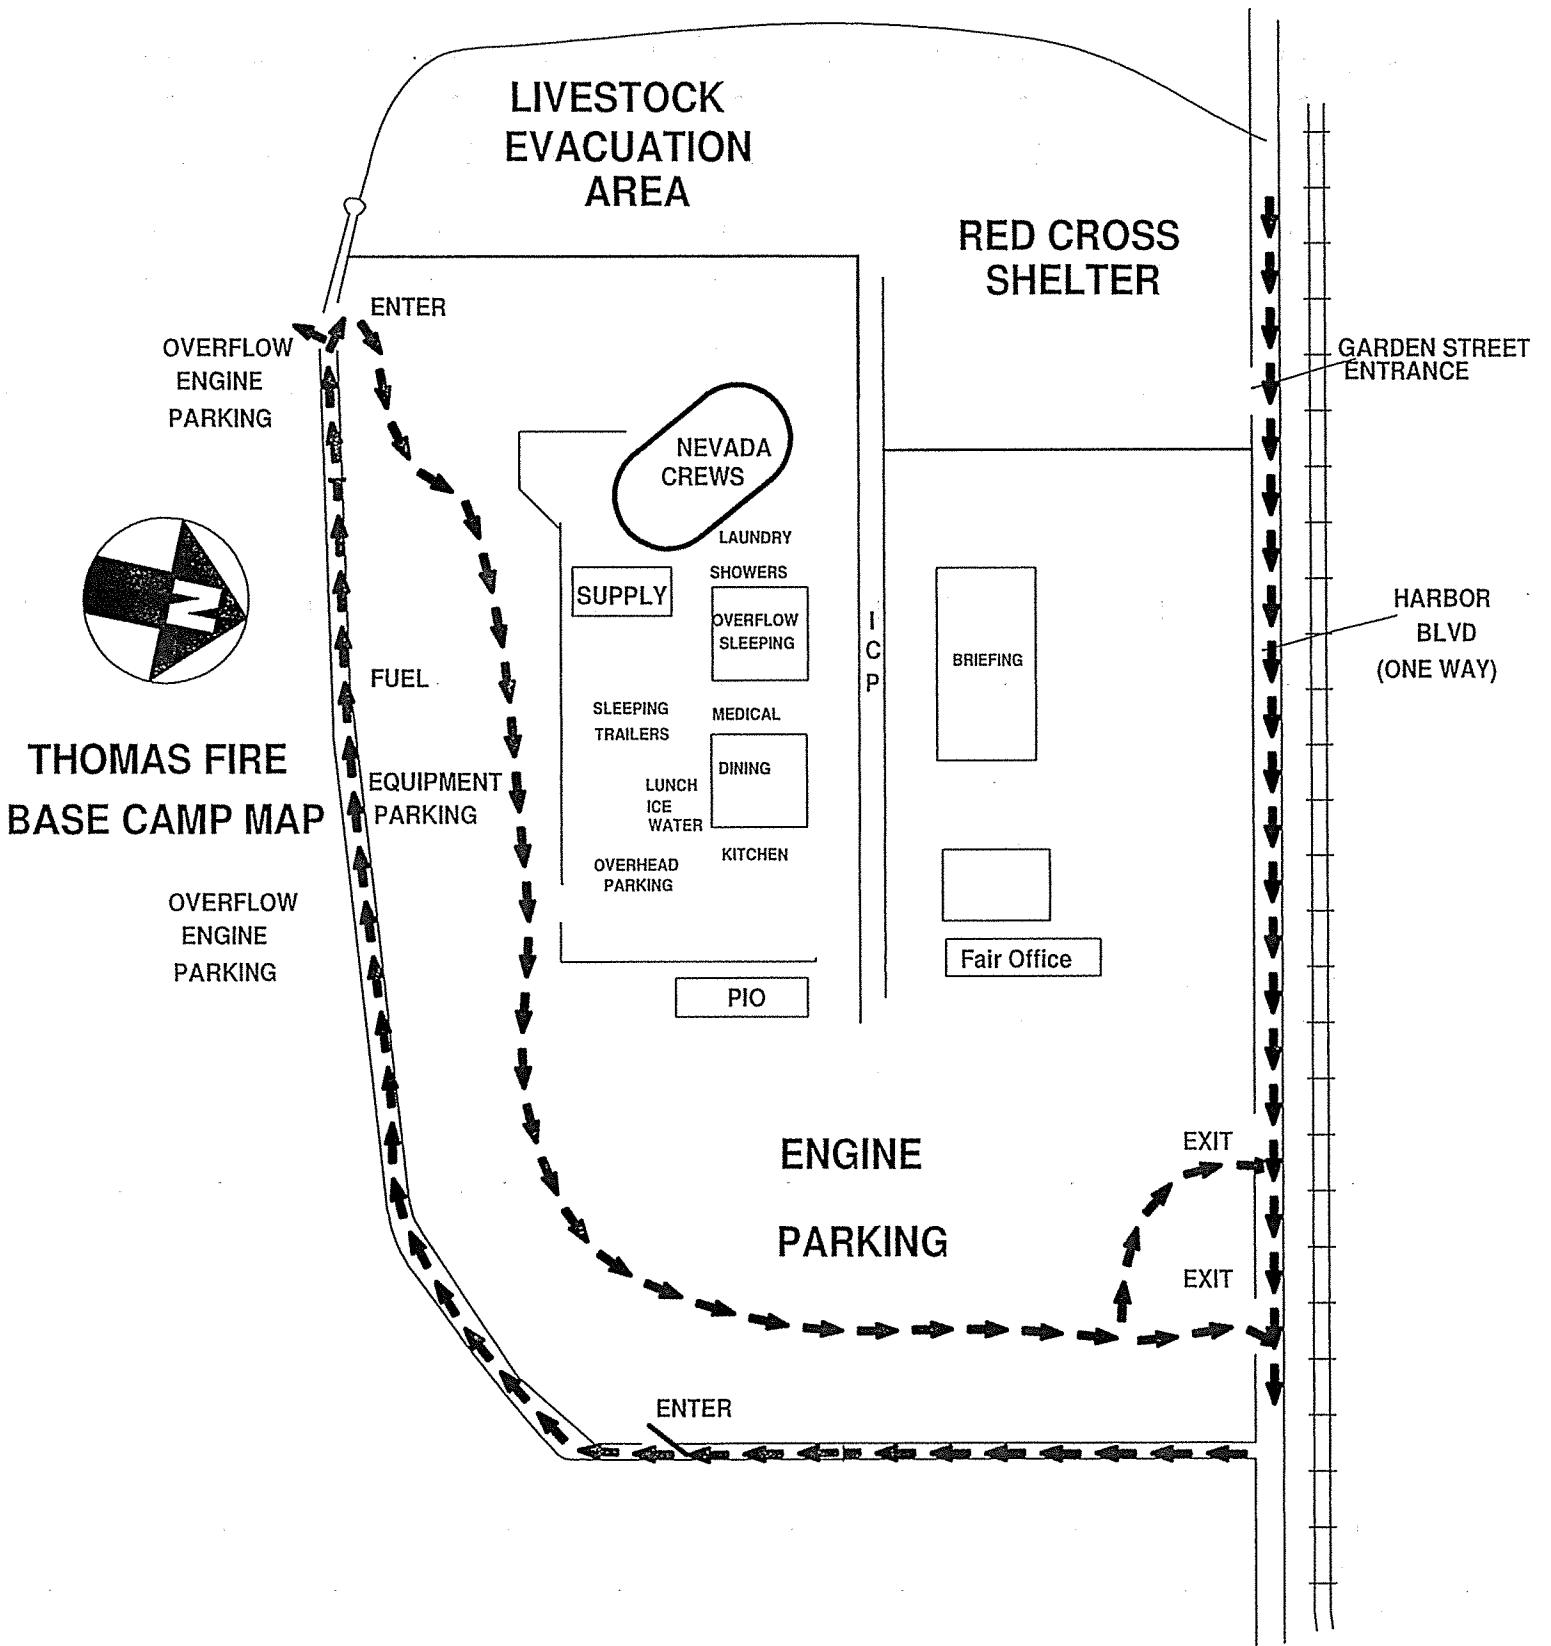 LIVESTOCK
EVACUATION
AREA
RED CROSS
SHELTER
ENTER
OVERFLOW
ENGINE
PARKING
GARDEN STREET
ENTRANCE
NEVADA
CREWS
LAUNDRY
SHOWERS
SUPPLY
OVERFLOW
SLEEPING
I
C
P
BRIEFING
HARBOR
BLVD
(ONE WAY)
N
FUEL
SLEEPING
TRAILERS
MEDICAL
THOMAS FIRE
BASE CAMP MAP
EQUIPMENT
PARKING
DINING
LUNCH
ICE
WATER
KITCHEN
OVERHEAD
PARKING
OVERFLOW
ENGINE
PARKING
Fair Office
PIO
ENGINE
PARKING
EXIT
EXIT
ENTER